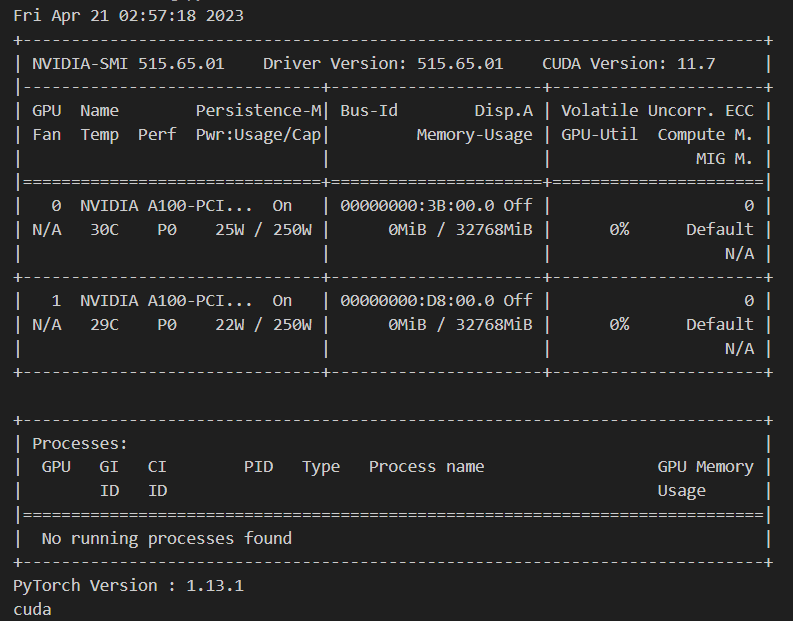 Fri Apr 21 02:57:18 2023
+-----------------------------------------------------------------------------+
| NVIDIA-SMI 515.65.01    Driver Version: 515.65.01    CUDA Version: 11.7     |
|-------------------------------+----------------------+----------------------+
| GPU  Name        Persistence-M| Bus-Id        Disp.A | Volatile Uncorr. ECC |
| Fan  Temp  Perf  Pwr:Usage/Cap|         Memory-Usage | GPU-Util  Compute M. |
|                               |                      |               MIG M. |
|===============================+======================+======================|
|   0  NVIDIA A100-PCI...  On   | 00000000:3B:00.0 Off |                    0 |
| N/A   30C    P0    25W / 250W |      0MiB / 32768MiB |      0%      Default |
|                               |                      |                  N/A |
+-------------------------------+----------------------+----------------------+
|   1  NVIDIA A100-PCI...  On   | 00000000:D8:00.0 Off |                    0 |
| N/A   29C    P0    22W / 250W |      0MiB / 32768MiB |      0%      Default |
|                               |                      |                  N/A |
+-------------------------------+----------------------+----------------------+

+-----------------------------------------------------------------------------+
| Processes:                                                                  |
|  GPU   GI   CI        PID   Type   Process name                  GPU Memory |
|        ID   ID                                                   Usage      |
|=============================================================================|
|  No running processes found                                                 |
+-----------------------------------------------------------------------------+
PyTorch Version : 1.13.1
cuda